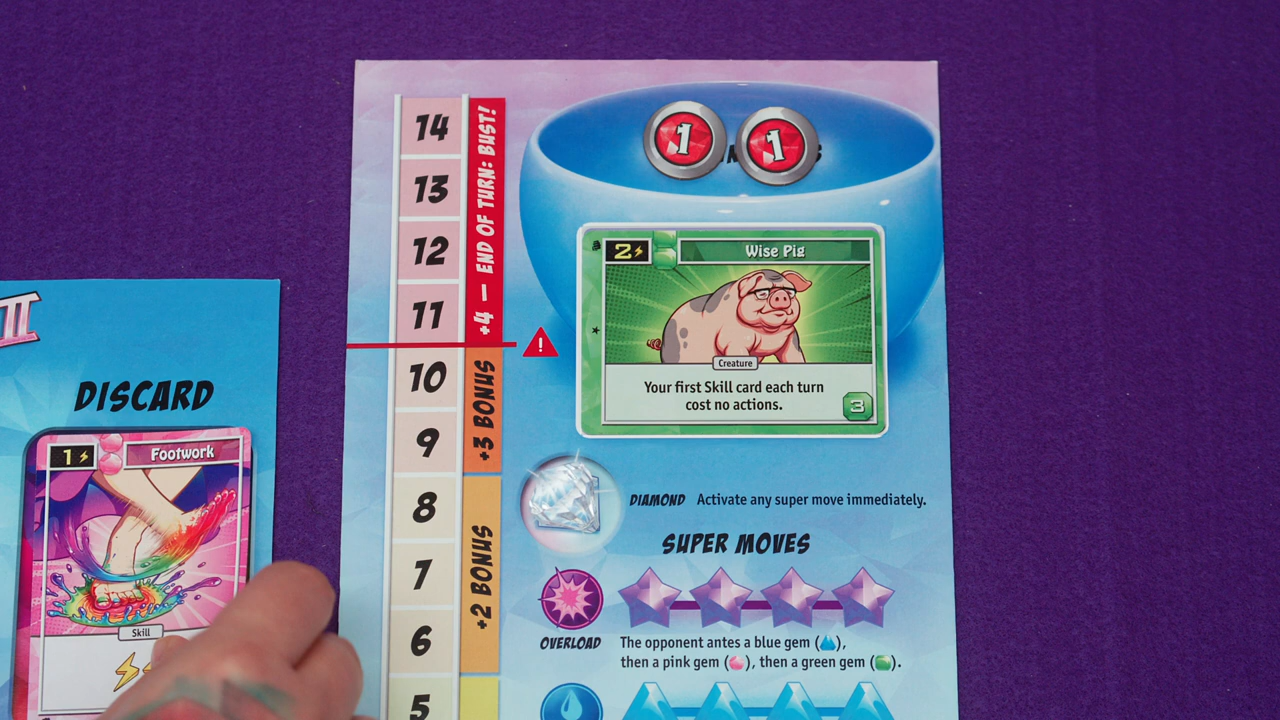 14
13
12
11
10
9
8
7
6
5
+4 — END OF TURN: BUST!
+3 BONUS
+2 BONUS
1
1
2
Wise Pig
Creature
Your first Skill card each turn
cost no actions.
3
DIAMOND Activate any super move immediately.
SUPER MOVES
OVERLOAD
The opponent antes a blue gem ( ),
then a pink gem ( ), then a green gem ( ).
DISCARD
1
Footwork
Skill